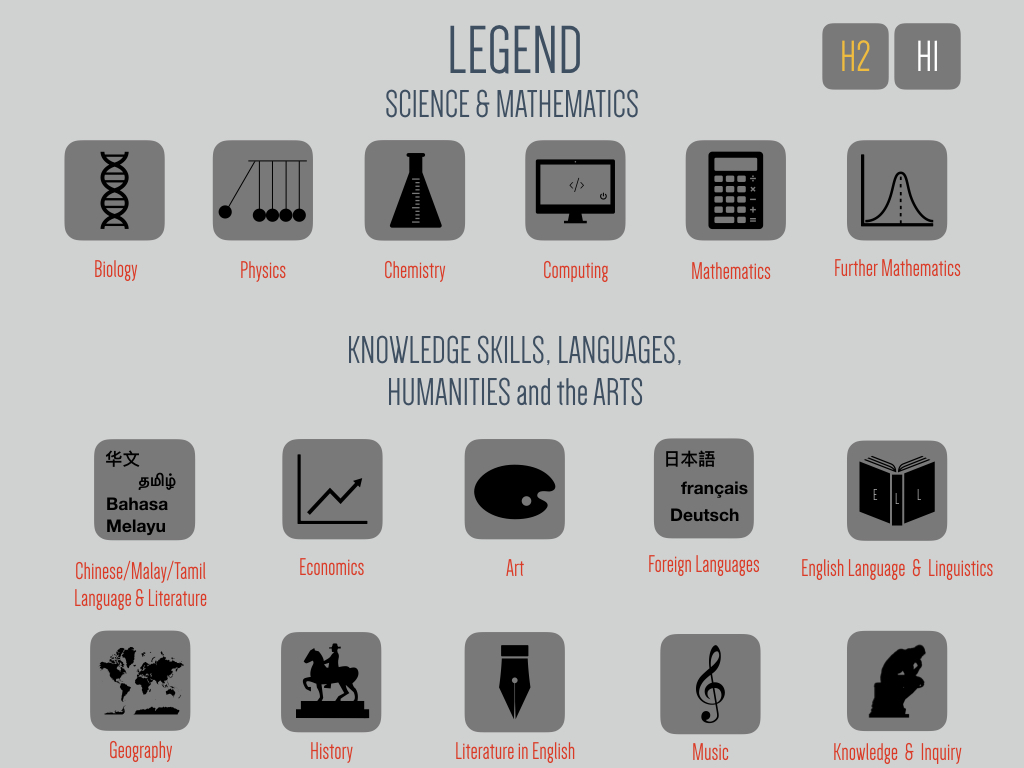 LEGEND
H2
H1
SCIENCE & MATHEMATICS
</>
Biology
Physics
Chemistry
Computing
Mathematics
Further Mathematics
KNOWLEDGE SKILLS, LANGUAGES,
HUMANITIES and the ARTS
华文
தமிழ்
Bahasa
Melayu
日本語
français
Deutsch
E L L
Chinese/Malay/Tamil
Language & Literature
Economics
Art
Foreign Languages
English Language & Linguistics
Geography
History
Literature in English
Music
Knowledge & Inquiry